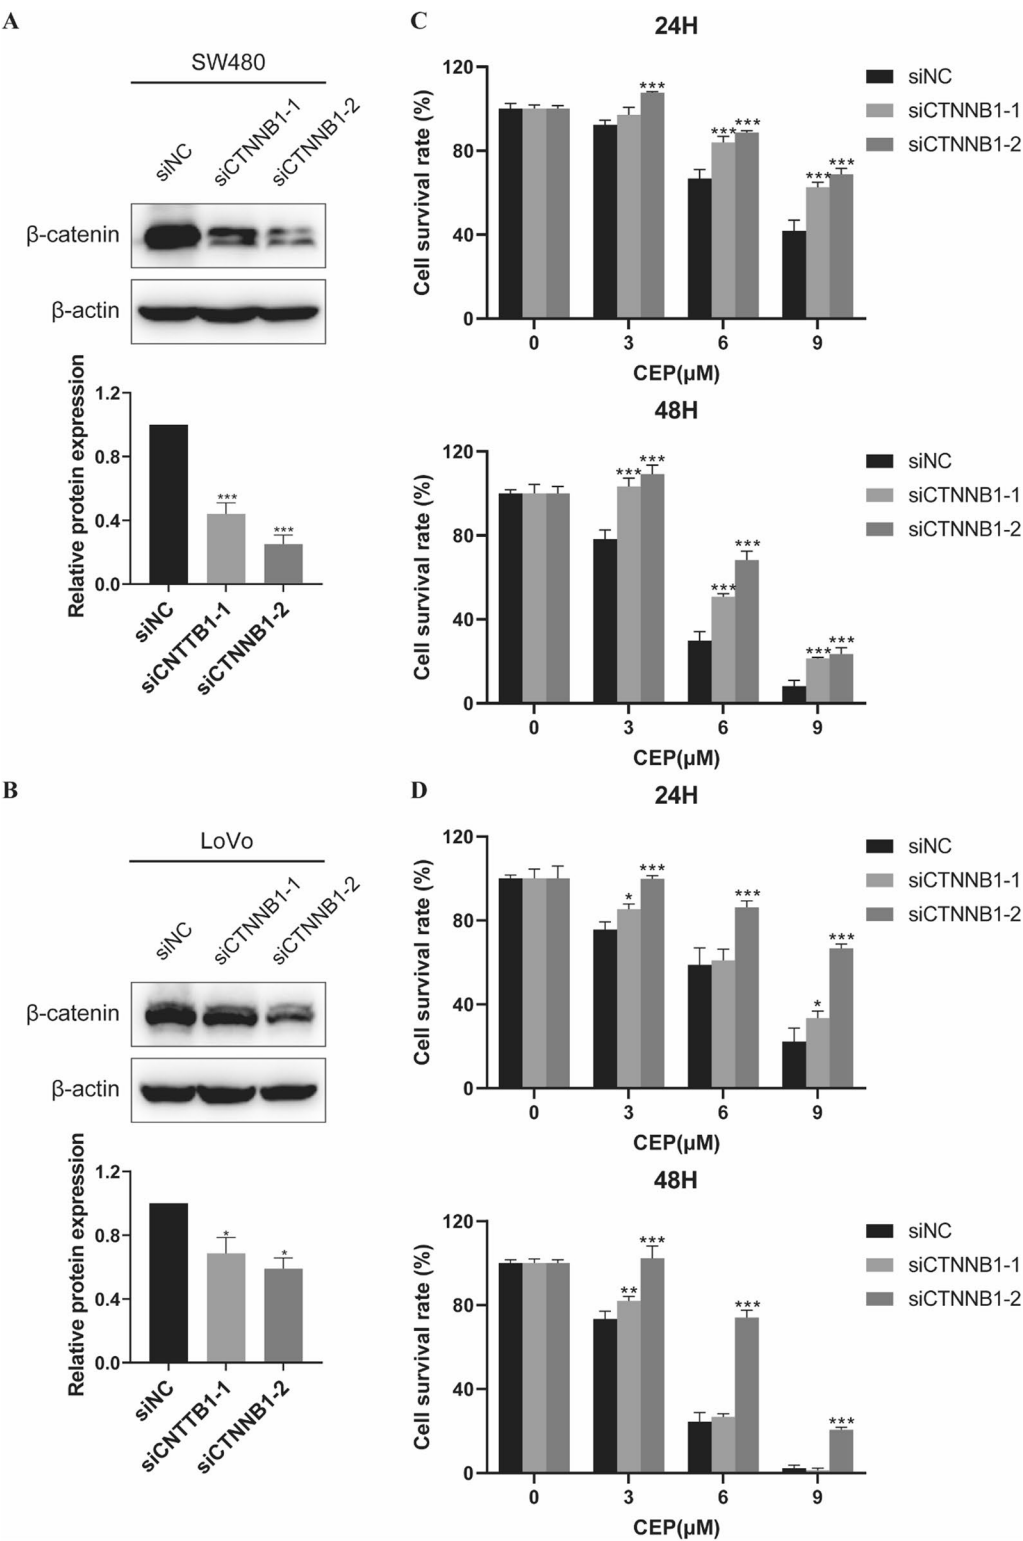 A
SW480
siNC
siCTNNB1-1
siCTNNB1-2
β-catenin
β-actin
Relative protein expression
1.2
0.8
0.4
0.0
***
***
siNC
siCNTTB1-1
siCTNNB1-2
C
24H
Cell survival rate (%)
120
80
40
0
***
***
***
***
***
0
3
6
9
CEP(μM)
siNC
siCTNNB1-1
siCTNNB1-2
48H
Cell survival rate (%)
120
80
40
0
***
***
***
***
***
***
0
3
6
9
CEP(μM)
siNC
siCTNNB1-1
siCTNNB1-2
B
LoVo
siNC
siCTNNB1-1
siCTNNB1-2
β-catenin
β-actin
Relative protein expression
1.2
0.8
0.4
0.0
*
*
siNC
siCNTTB1-1
siCTNNB1-2
D
24H
Cell survival rate (%)
120
80
40
0
*
***
***
*
***
0
3
6
9
CEP(μM)
siNC
siCTNNB1-1
siCTNNB1-2
48H
Cell survival rate (%)
120
80
40
0
**
***
***
***
0
3
6
9
CEP(μM)
siNC
siCTNNB1-1
siCTNNB1-2